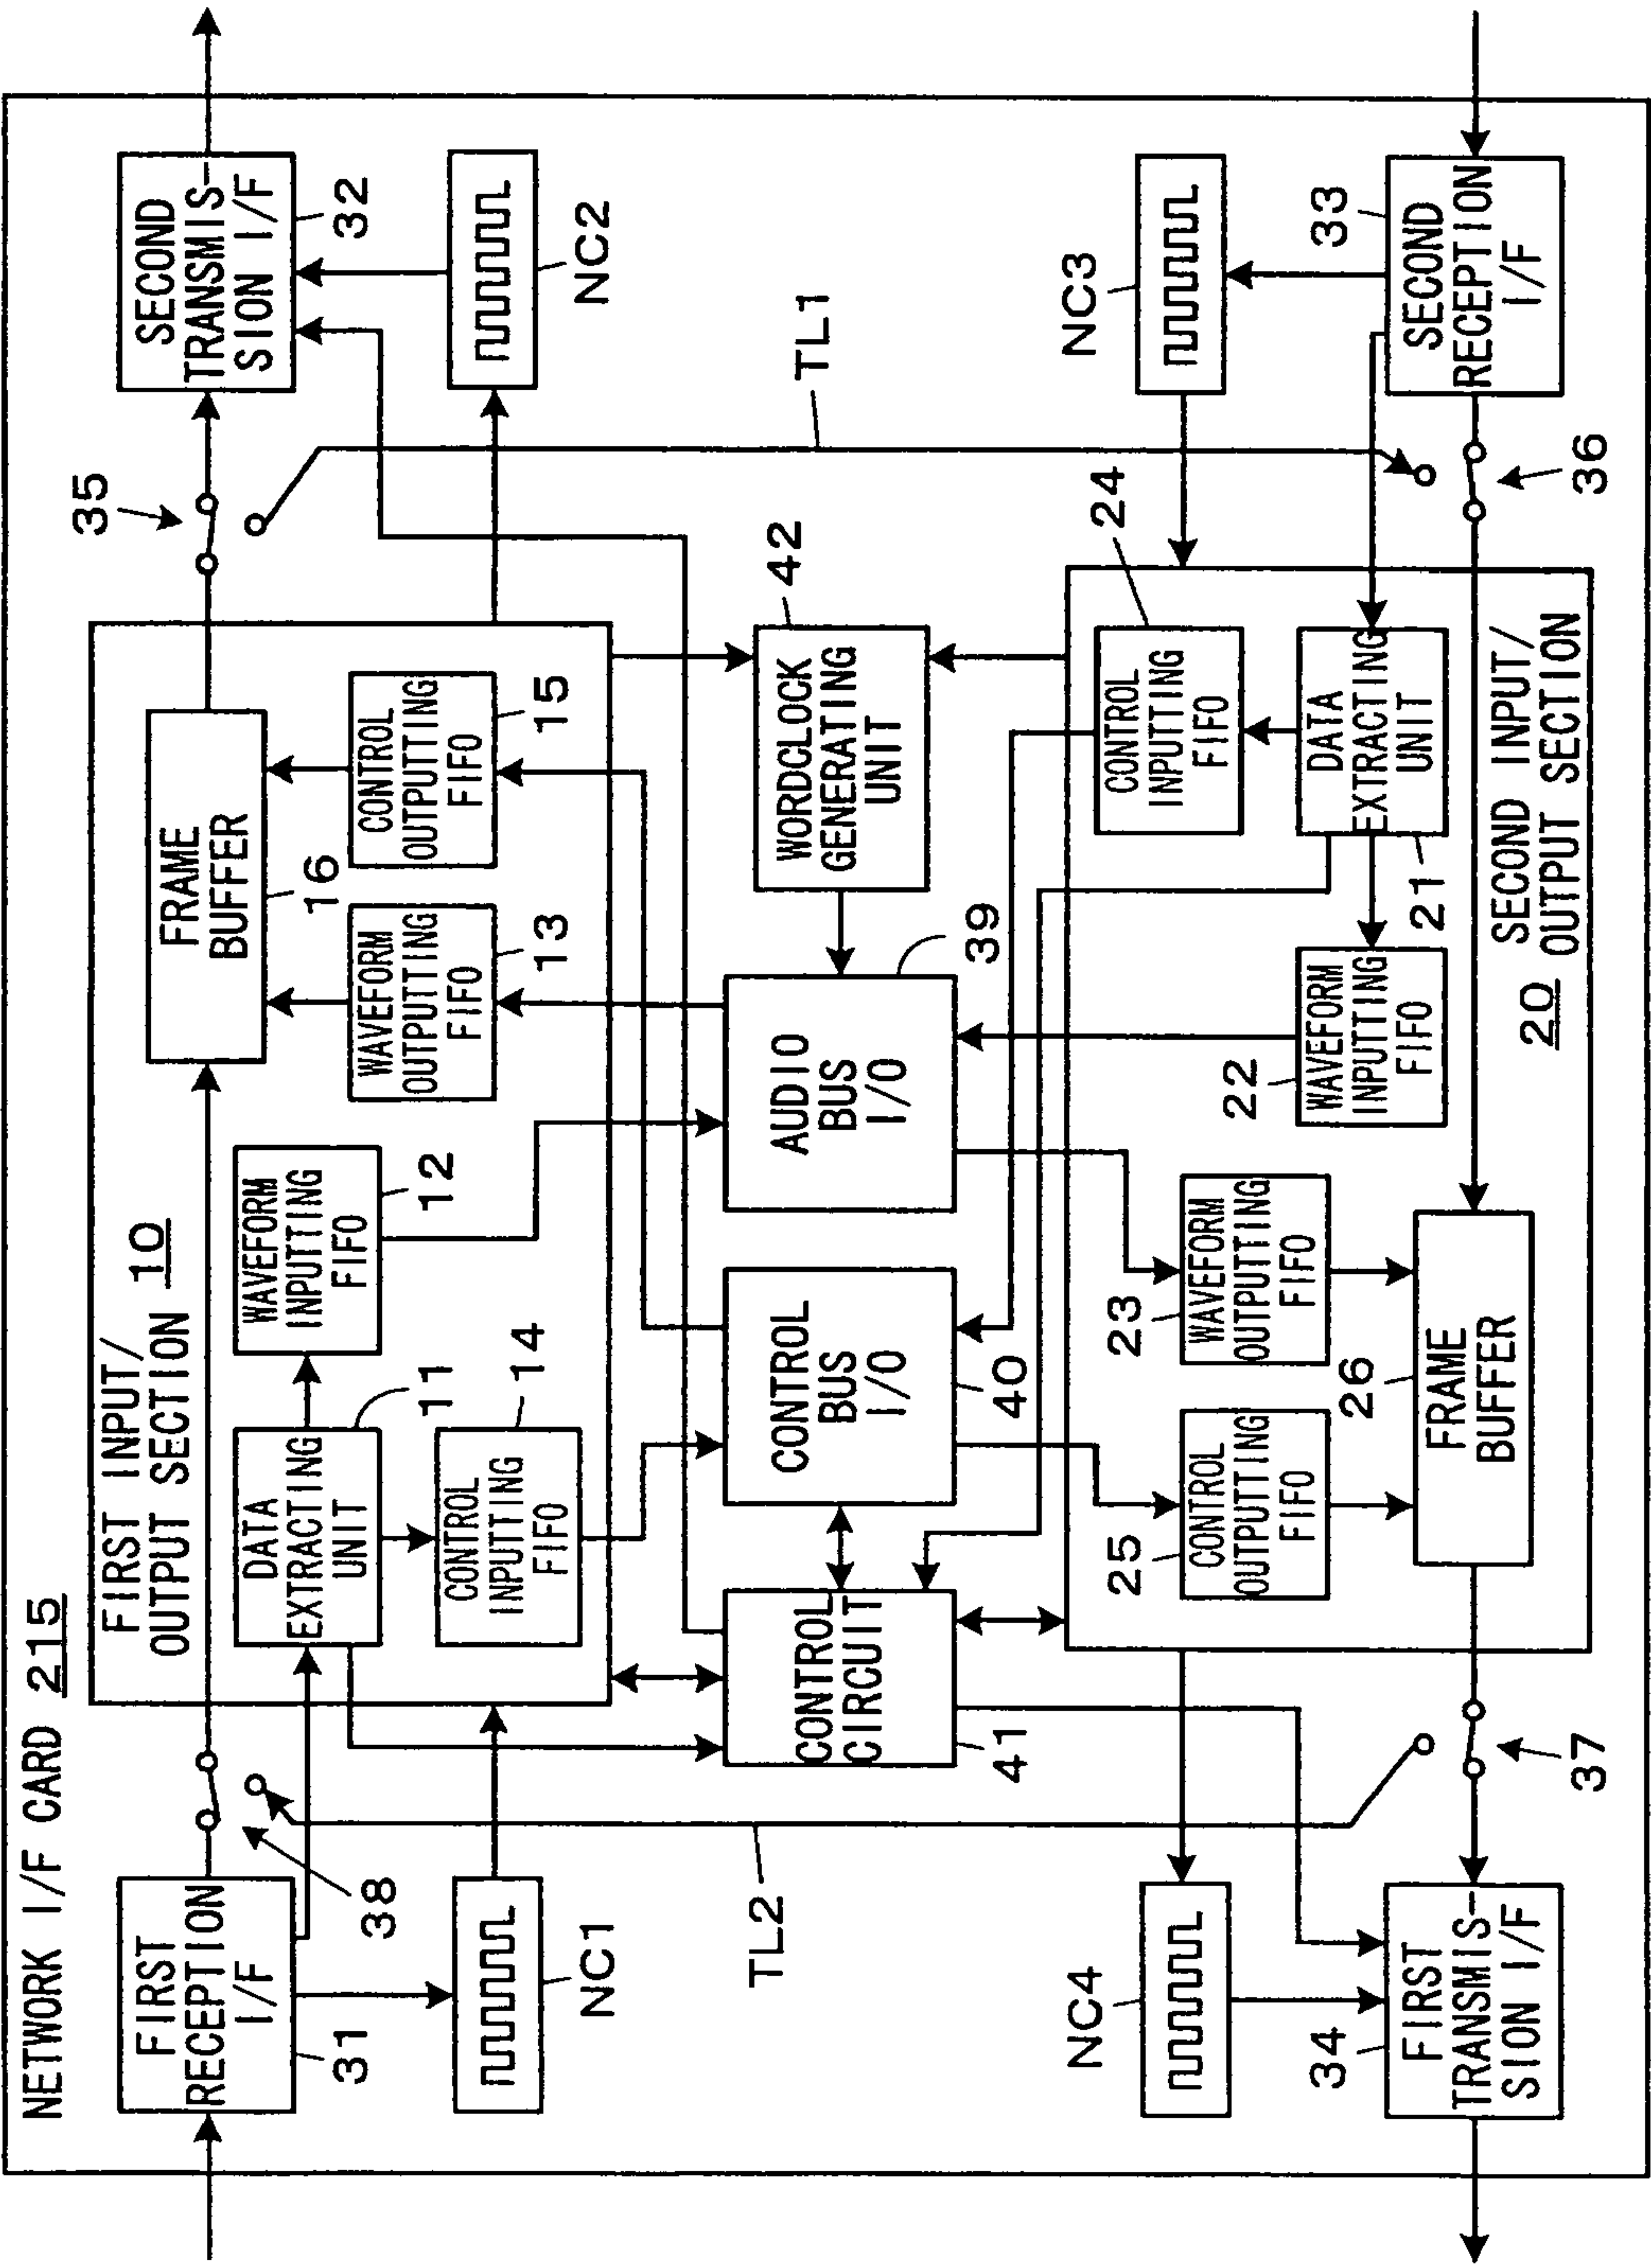 NETWORK I/F CARD 215
FIRST INPUT/
OUTPUT SECTION 10
FIRST
RECEPTION
I/F
31
38
NC1
DATA
EXTRACTING
UNIT
11
WAVEFORM
INPUTTING
FIFO
12
CONTROL
INPUTTING
FIFO
14
FRAME
BUFFER
16
WAVEFORM
OUTPUTTING
FIFO
13
CONTROL
OUTPUTTING
FIFO
15
35
SECOND
TRANSMIS-
SION I/F
32
NC2
TL2
CONTROL
CIRCUIT
41
CONTROL
BUS
I/O
40
AUDIO
BUS
I/O
39
WORDCLOCK
GENERATING
UNIT
42
TL1
NC4
FIRST
TRANSMIS-
SION I/F
34
37
25
CONTROL
OUTPUTTING
FIFO
23
WAVEFORM
OUTPUTTING
FIFO
26
FRAME
BUFFER
22
WAVEFORM
INPUTTING
FIFO
24
CONTROL
INPUTTING
FIFO
DATA
EXTRACTING
UNIT
21
20
SECOND INPUT/
OUTPUT SECTION
NC3
33
SECOND
RECEPTION
I/F
36